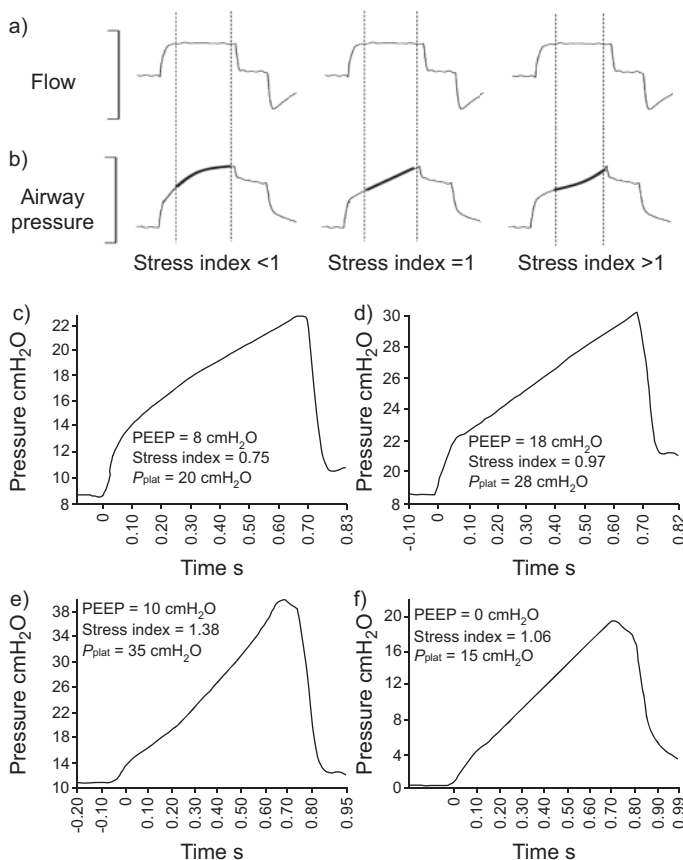 a)
Flow
b)
Airway
pressure
Stress index <1
Stress index =1
Stress index >1
c)
Pressure cmH₂O
22
20
18
16
14
12
10
8
PEEP = 8 cmH₂O
Stress index = 0.75
Pplat = 20 cmH₂O
0
0.10
0.20
0.30
0.40
0.50
0.60
0.70
0.83
Time s
d)
Pressure cmH₂O
30
28
26
24
22
20
8
PEEP = 18 cmH₂O
Stress index = 0.97
Pplat = 28 cmH₂O
-0.10
0
0.10
0.20
0.30
0.40
0.50
0.60
0.70
0.82
Time s
e)
Pressure cmH₂O
38
34
30
26
22
18
14
10
PEEP = 10 cmH₂O
Stress index = 1.38
Pplat = 35 cmH₂O
-0.20
-0.10
0
0.10
0.20
0.30
0.40
0.50
0.60
0.70
0.80
0.95
Time s
f)
Pressure cmH₂O
20
16
12
8
4
0
PEEP = 0 cmH₂O
Stress index = 1.06
Pplat = 15 cmH₂O
0
0.10
0.20
0.30
0.40
0.50
0.60
0.70
0.80
0.90
0.99
Time s